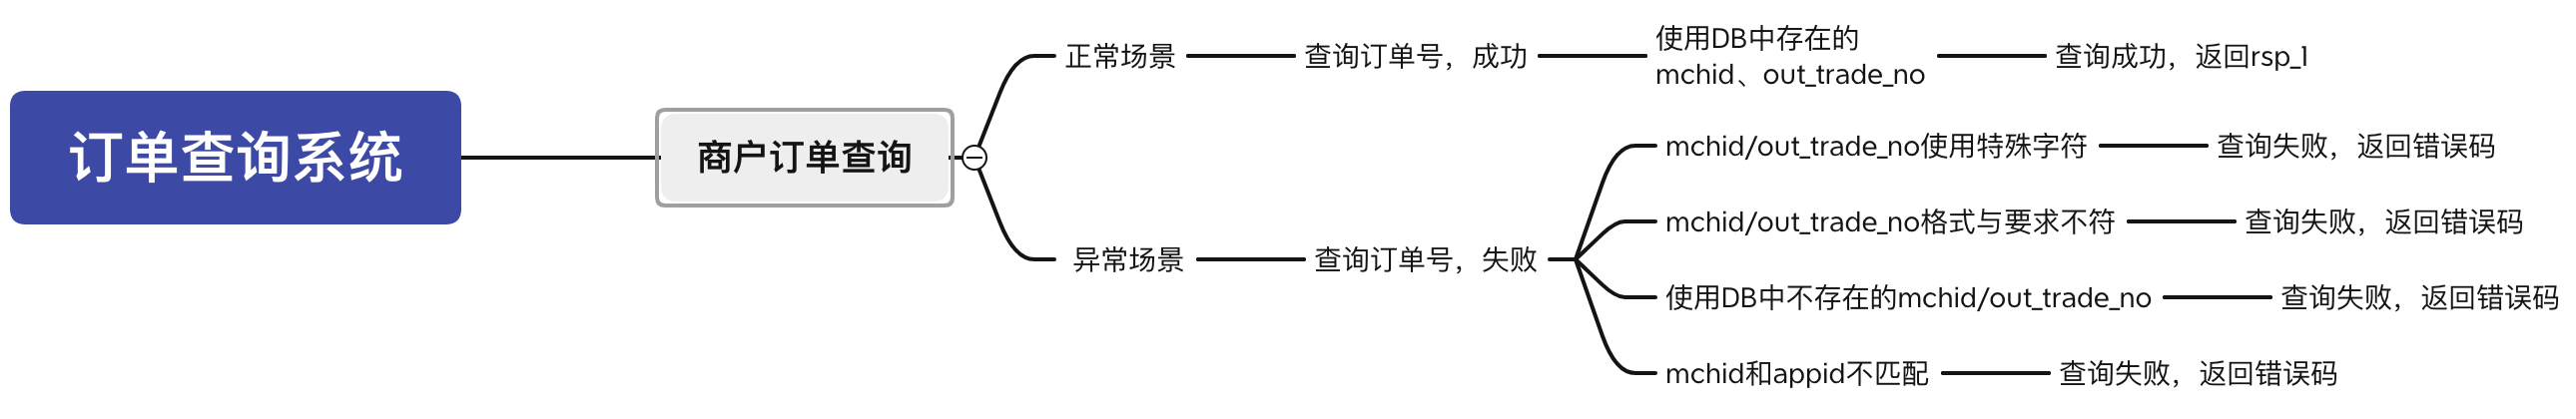 订单查询系统
商户订单查询
正常场景
查询订单号，成功
使用DB中存在的
mchid、out_trade_no
查询成功，返回rsp_1
异常场景
查询订单号，失败
mchid/out_trade_no使用特殊字符
查询失败，返回错误码
mchid/out_trade_no格式与要求不符
查询失败，返回错误码
使用DB中不存在的mchid/out_trade_no
查询失败，返回错误码
mchid和appid不匹配
查询失败，返回错误码